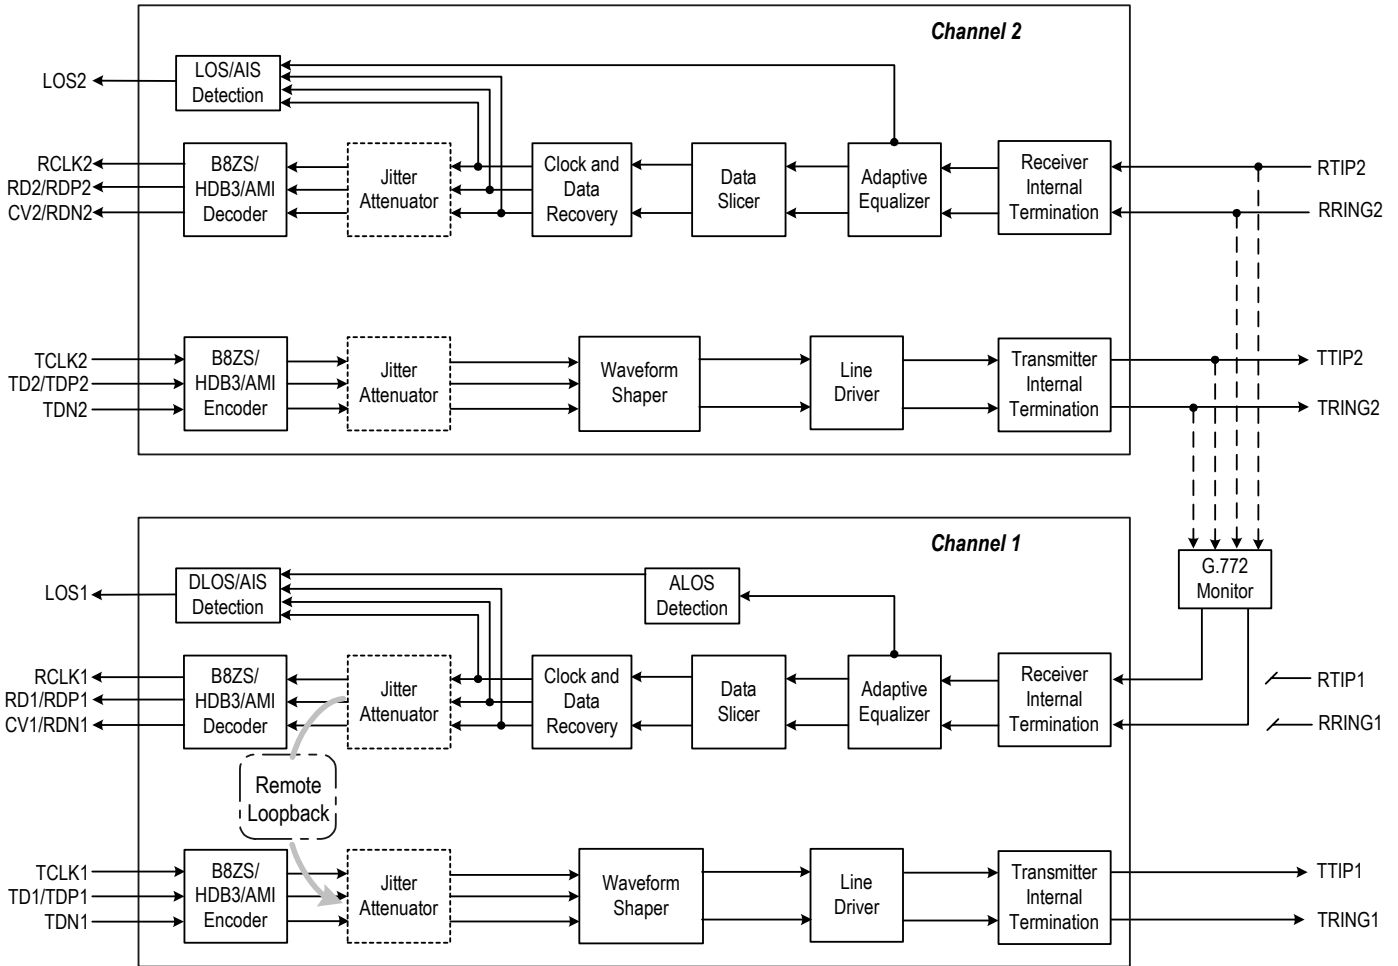 Channel 2
LOS2
LOS/AIS
Detection
RCLK2
RD2/RDP2
CV2/RDN2
B8ZS/
HDB3/AMI
Decoder
Jitter
Attenuator
Clock and
Data
Recovery
Data
Slicer
Adaptive
Equalizer
Receiver
Internal
Termination
RTIP2
RRING2
TCLK2
TD2/TDP2
TDN2
B8ZS/
HDB3/AMI
Encoder
Jitter
Attenuator
Waveform
Shaper
Line
Driver
Transmitter
Internal
Termination
TTIP2
TRING2
Channel 1
G.772
Monitor
LOS1
DLOS/AIS
Detection
ALOS
Detection
RCLK1
RD1/RDP1
CV1/RDN1
B8ZS/
HDB3/AMI
Decoder
Jitter
Attenuator
Clock and
Data
Recovery
Data
Slicer
Adaptive
Equalizer
Receiver
Internal
Termination
RTIP1
RRING1
Remote
Loopback
TCLK1
TD1/TDP1
TDN1
B8ZS/
HDB3/AMI
Encoder
Jitter
Attenuator
Waveform
Shaper
Line
Driver
Transmitter
Internal
Termination
TTIP1
TRING1